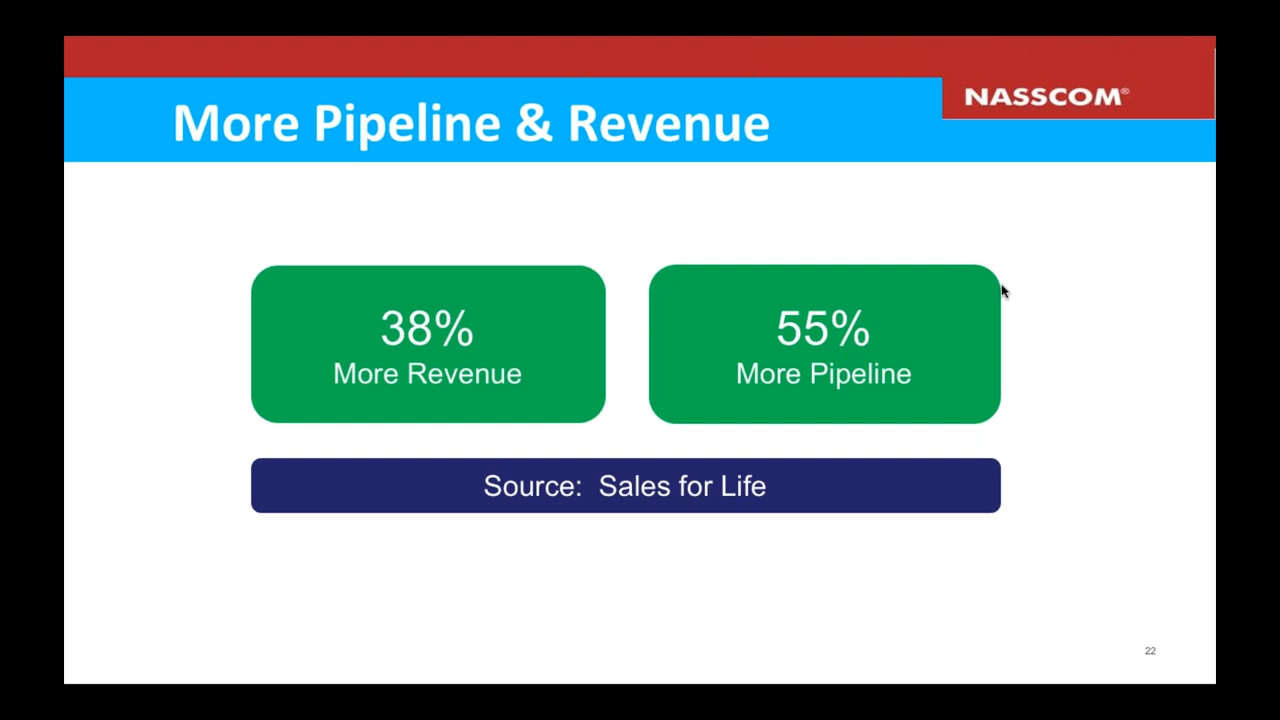 NASSCOM®
More Pipeline & Revenue
38%
More Revenue
55%
More Pipeline
Source: Sales for Life
22